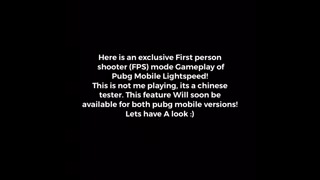 Here is an exclusive First person
shooter (FPS) mode Gameplay of
Pubg Mobile Lightspeed!
This is not me playing, its a chinese
tester. This feature Will soon be
available for both pubg mobile versions!
Lets have A look :)